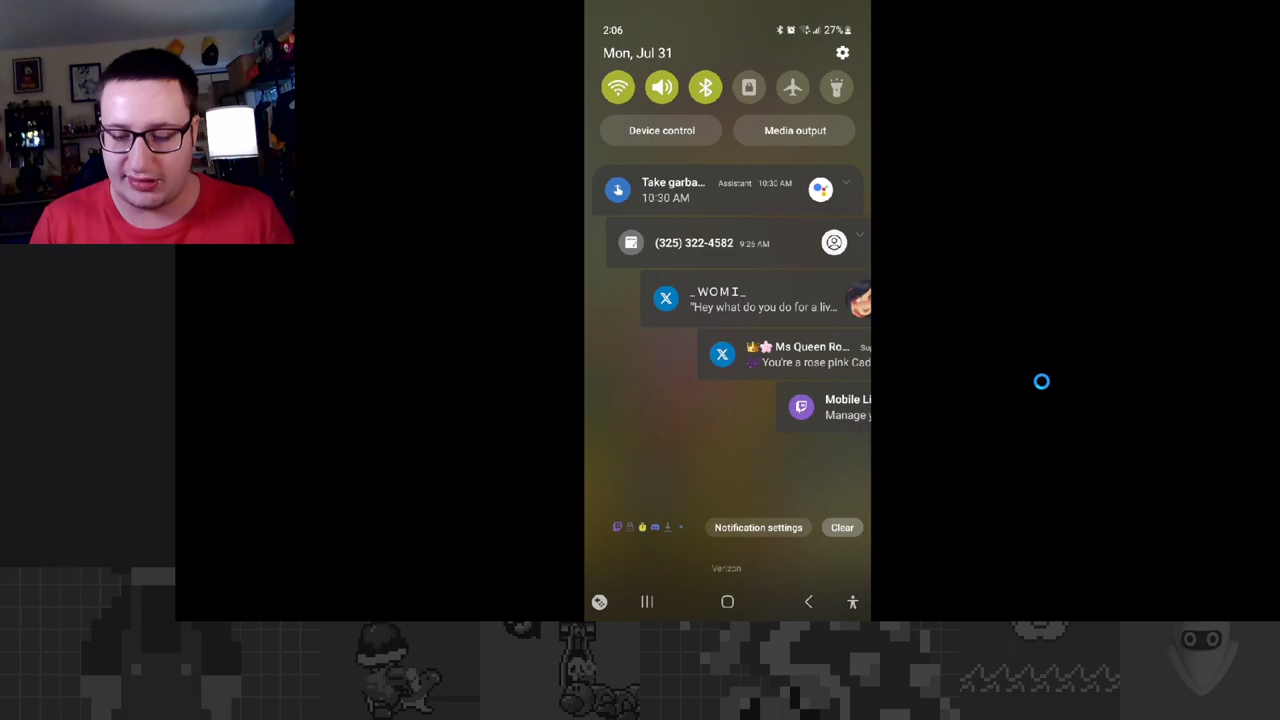 2:06
27%
Mon, Jul 31
Device control
Media output
Take garba... Assistant 10:30 AM
10:30 AM
(325) 322-4582 9:26 AM
_WOMI_
"Hey what do you do for a liv...
Ms Queen Ro... Sup
You're a rose pink Cad
Mobile Li
Manage y
Notification settings
Clear
Verizon